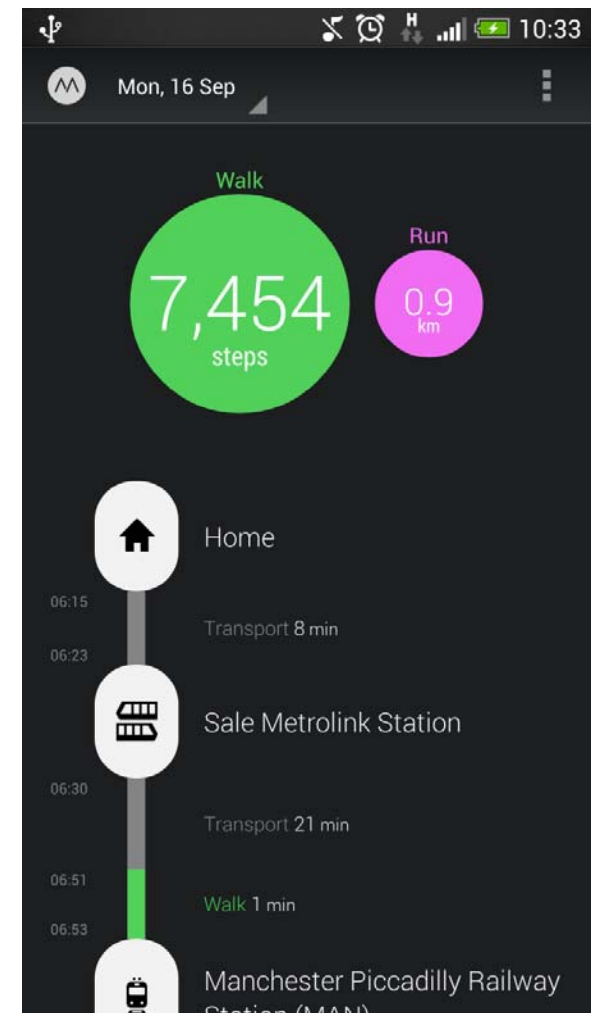 H
10:33
Mon, 16 Sep
Walk
7,454
steps
Run
0.9
km
Home
06:15
Transport 8 min
06:23
Sale Metrolink Station
06:30
Transport 21 min
06:51
Walk 1 min
06:53
Manchester Piccadilly Railway
Station (MAN)